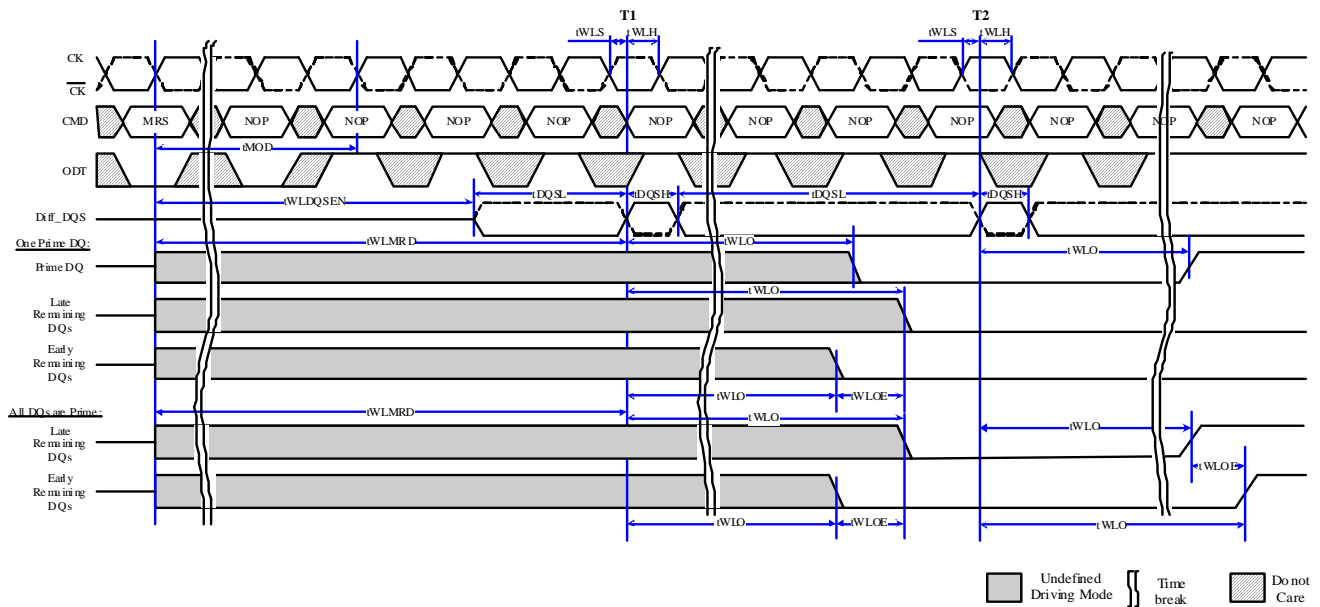 T1 T2
tWLS tWLH tWLS tWLH
CK
CK
CMD MRS NOP NOP NOP NOP NOP NOP NOP NOP NOP NOP
tMOD
ODT
tWLDQSEN tDQSL tDQSH tDQSL tDQSH
Diff_DQS
One Prime DQ: tWLMRD tWLO tWLO
Prime DQ
tWLO
Late
Remaining
DQs
Early
Remaining
DQs
tWLO tWLOE
All DQs are Prime: tWLMRD tWLO
tWLO
Late
Remaining
DQs
tWLOE
Early
Remaining
DQs
tWLO tWLOE tWLO
Undefined
Driving Mode
Time
break
Do not
Care